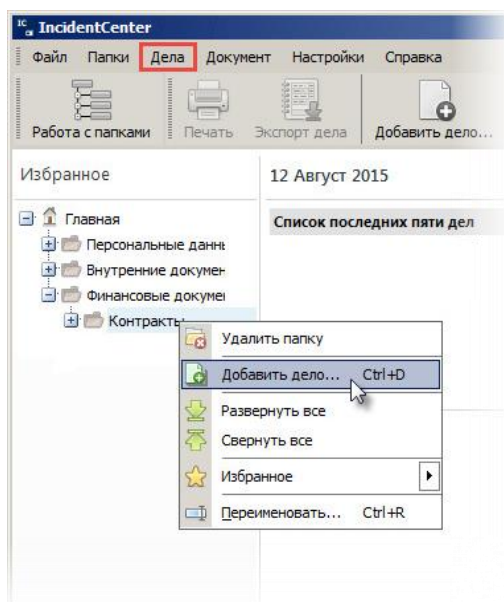 IncidentCenter
Файл Папки Дела Документ Настройки Справка
Работа с папками Печать Экспорт дела Добавить дело...
Избранное 12 Август 2015
Главная Список последних пяти дел
Персональные даннь
Внутренние докумен
Финансовые докумеі
Контракты
Удалить папку
Добавить дело... Ctrl+D
Развернуть все
Свернуть все
Избранное
Переименовать... Ctrl+R